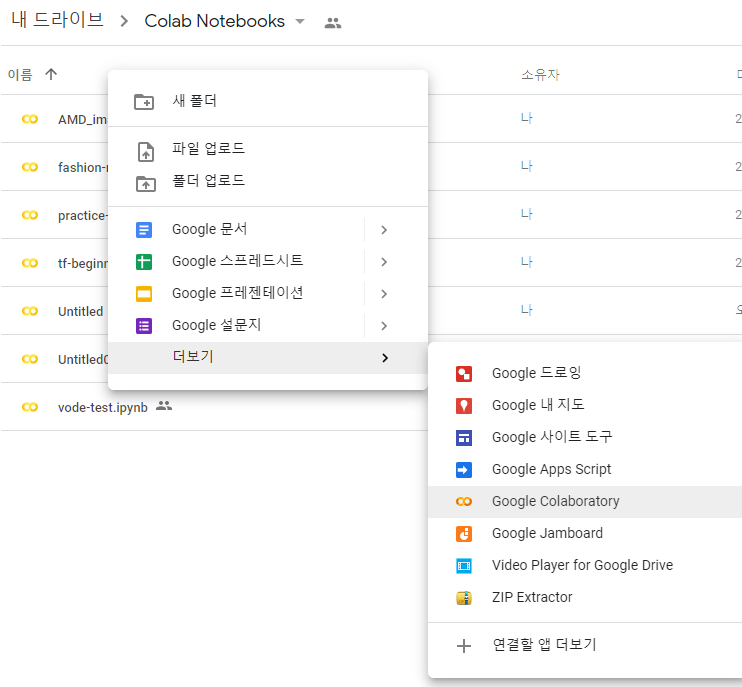 내 드라이브 > Colab Notebooks
이름 소유자
새 폴더
AMD_im 나
파일 업로드
fashion- 나
폴더 업로드
practice- 나
Google 문서
Google 스프레드시트
tf-beginn 나
Google 프레젠테이션
Untitled 나
Google 설문지
더보기
Untitled
vode-test.ipynb
Google 드로잉
Google 내 지도
Google 사이트 도구
Google Apps Script
Google Colaboratory
Google Jamboard
Video Player for Google Drive
ZIP Extractor
연결할 앱 더보기